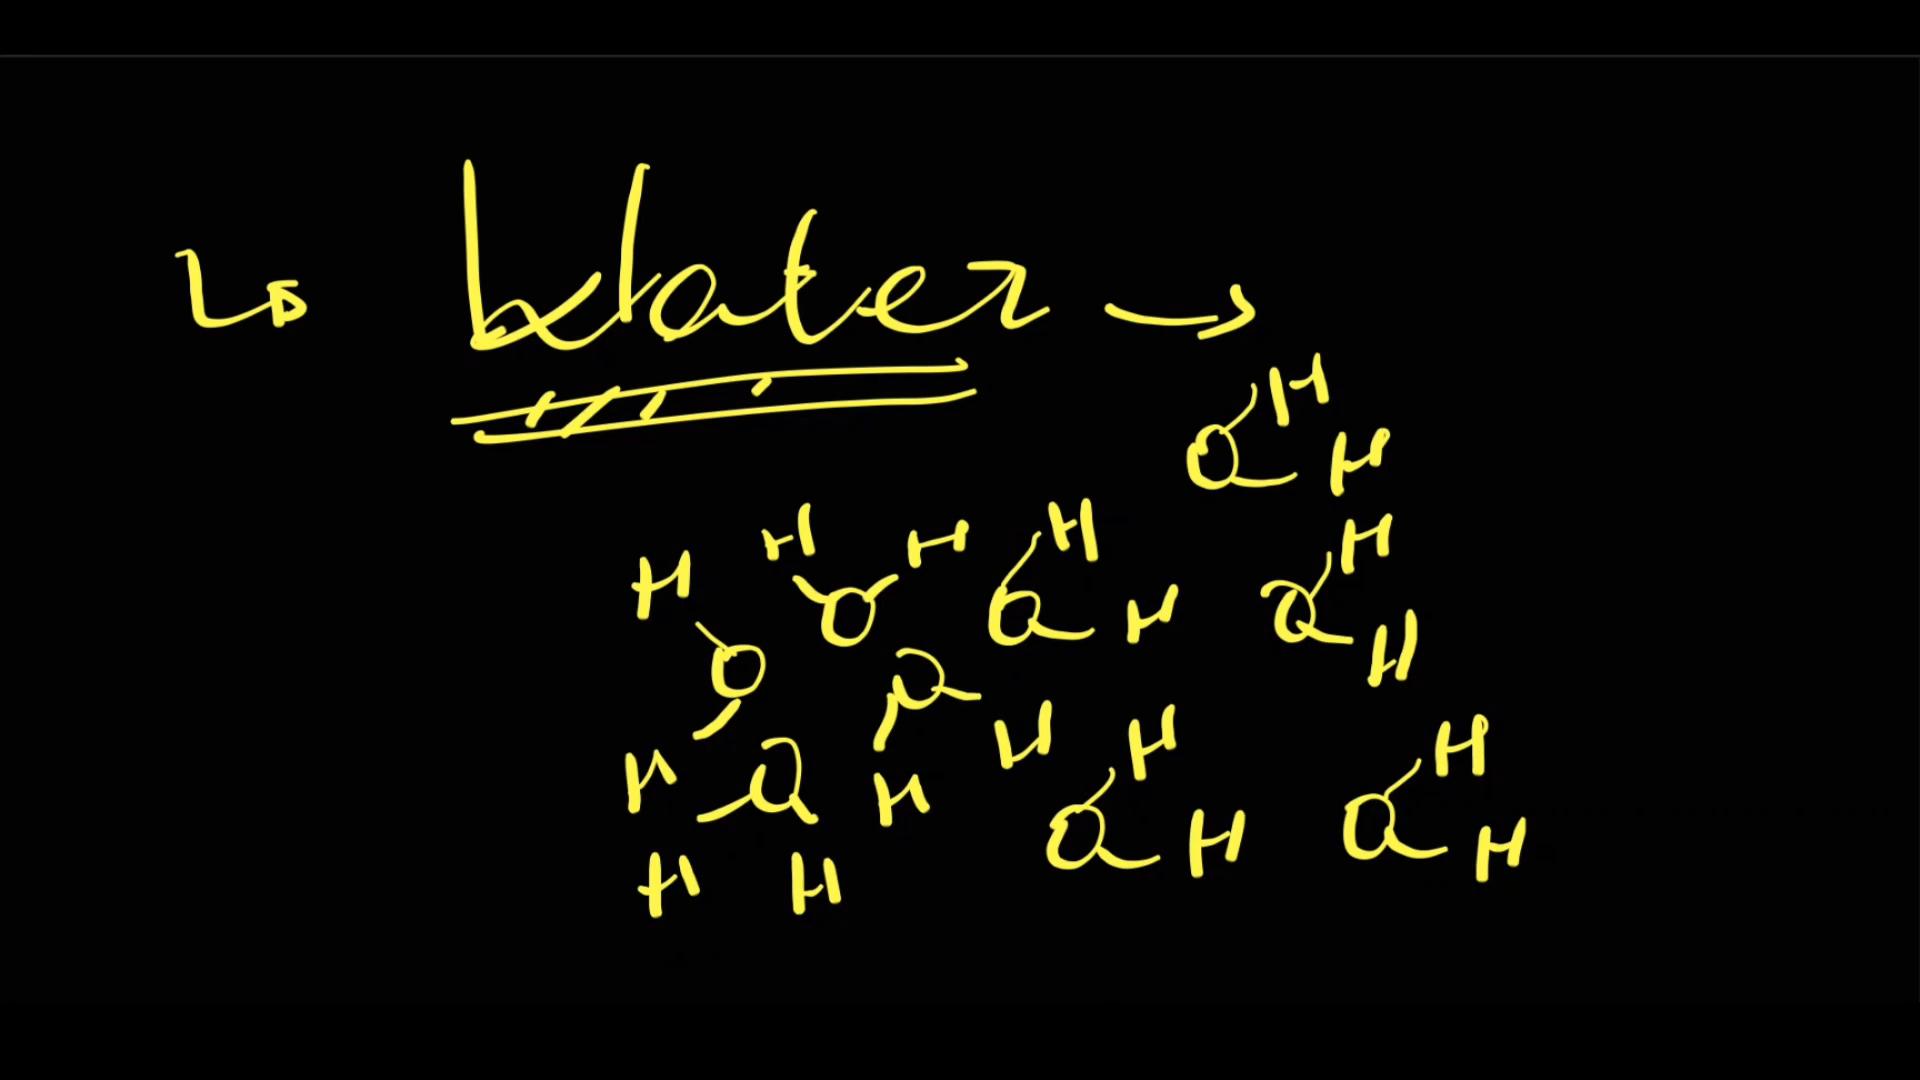 ↳ Water →
H
O H
H H H H
H O O O
O O H
H H H H
H O O O H H
H H